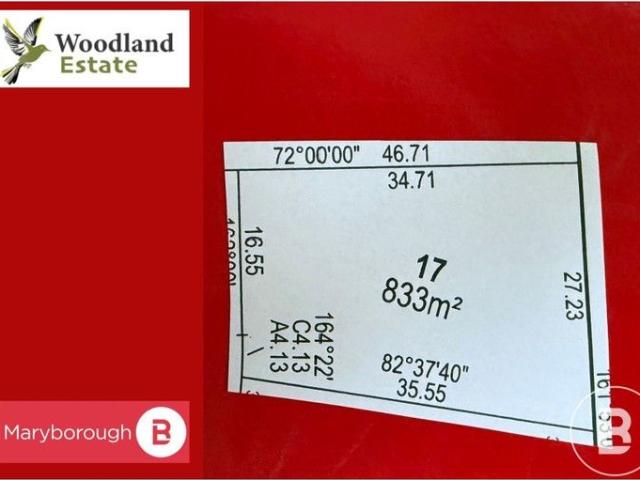 Woodland
Estate
72°00'00" 46.71
34.71
16.55
17
833m²
27.23
164°22'
C4.13
A4.13
82°37'40"
35.55
Maryborough B
B